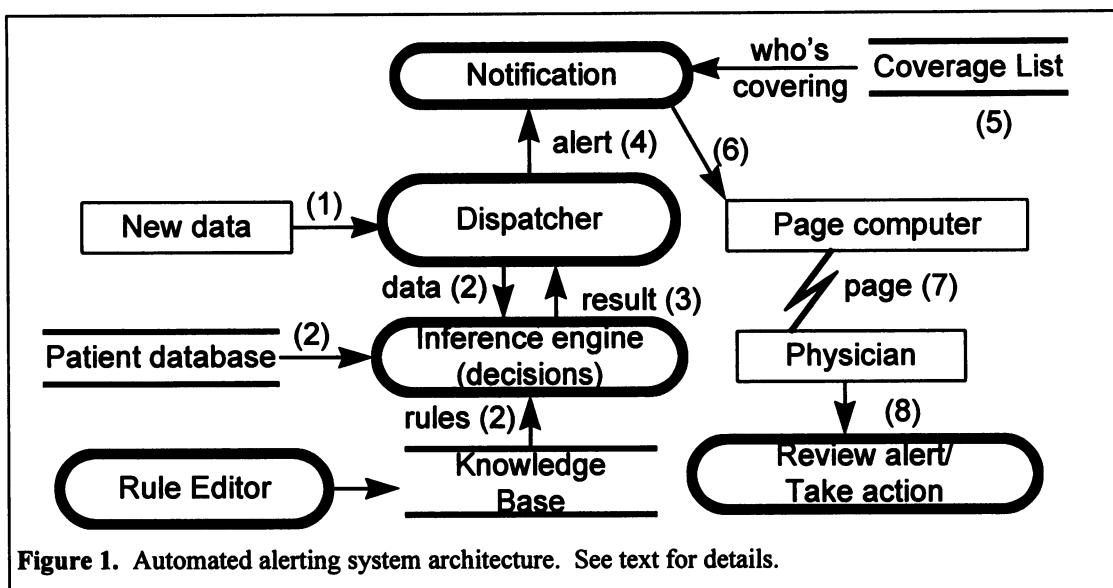 Notification
who's
covering
Coverage List
(5)
alert (4)
(6)
New data
(1)
Dispatcher
Page computer
data (2)
result (3)
page (7)
Patient database
(2)
Inference engine
(decisions)
Physician
rules (2)
(8)
Rule Editor
Knowledge
Base
Review alert/
Take action
Figure 1. Automated alerting system architecture. See text for details.